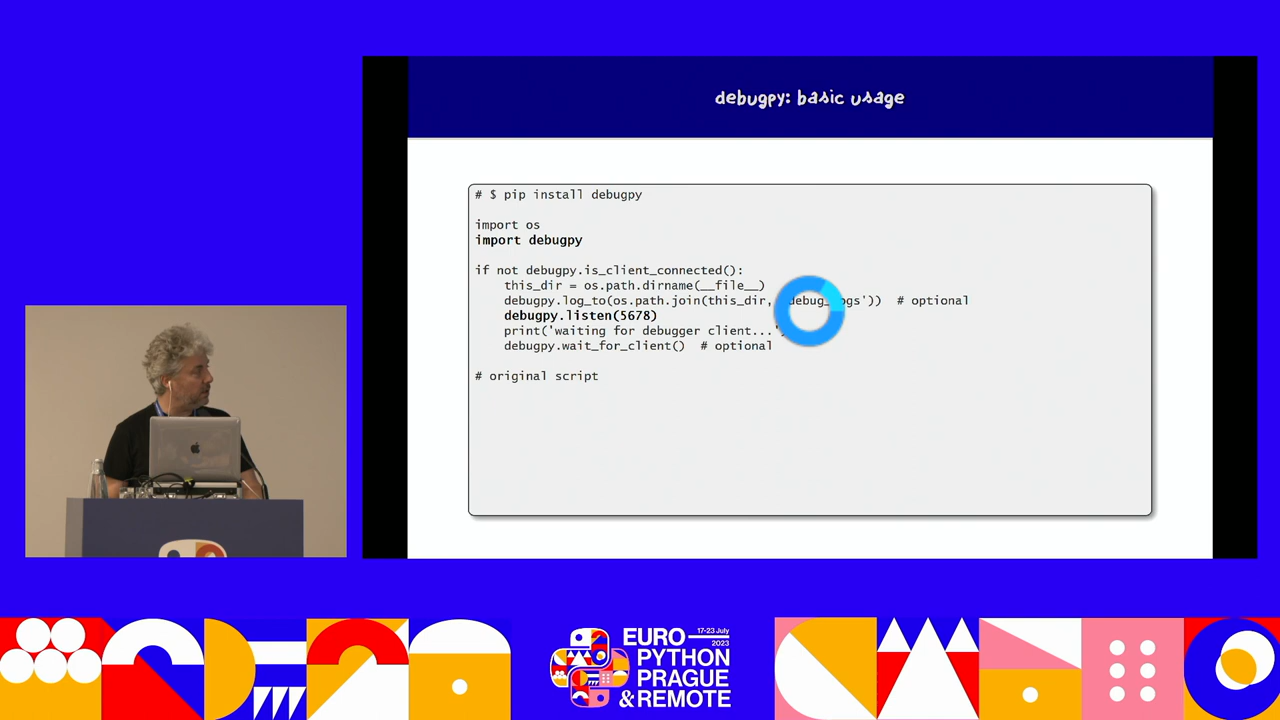 debugpy: basic usage
# $ pip install debugpy
import os
import debugpy
if not debugpy.is_client_connected():
this_dir = os.path.dirname(__file__)
debugpy.log_to(os.path.join(this_dir, 'debug_logs')) # optional
debugpy.listen(5678)
print('waiting for debugger client...')
debugpy.wait_for_client() # optional
# original script
EURO
17-23 July
2023
PYTHON
PRAGUE
& REMOTE